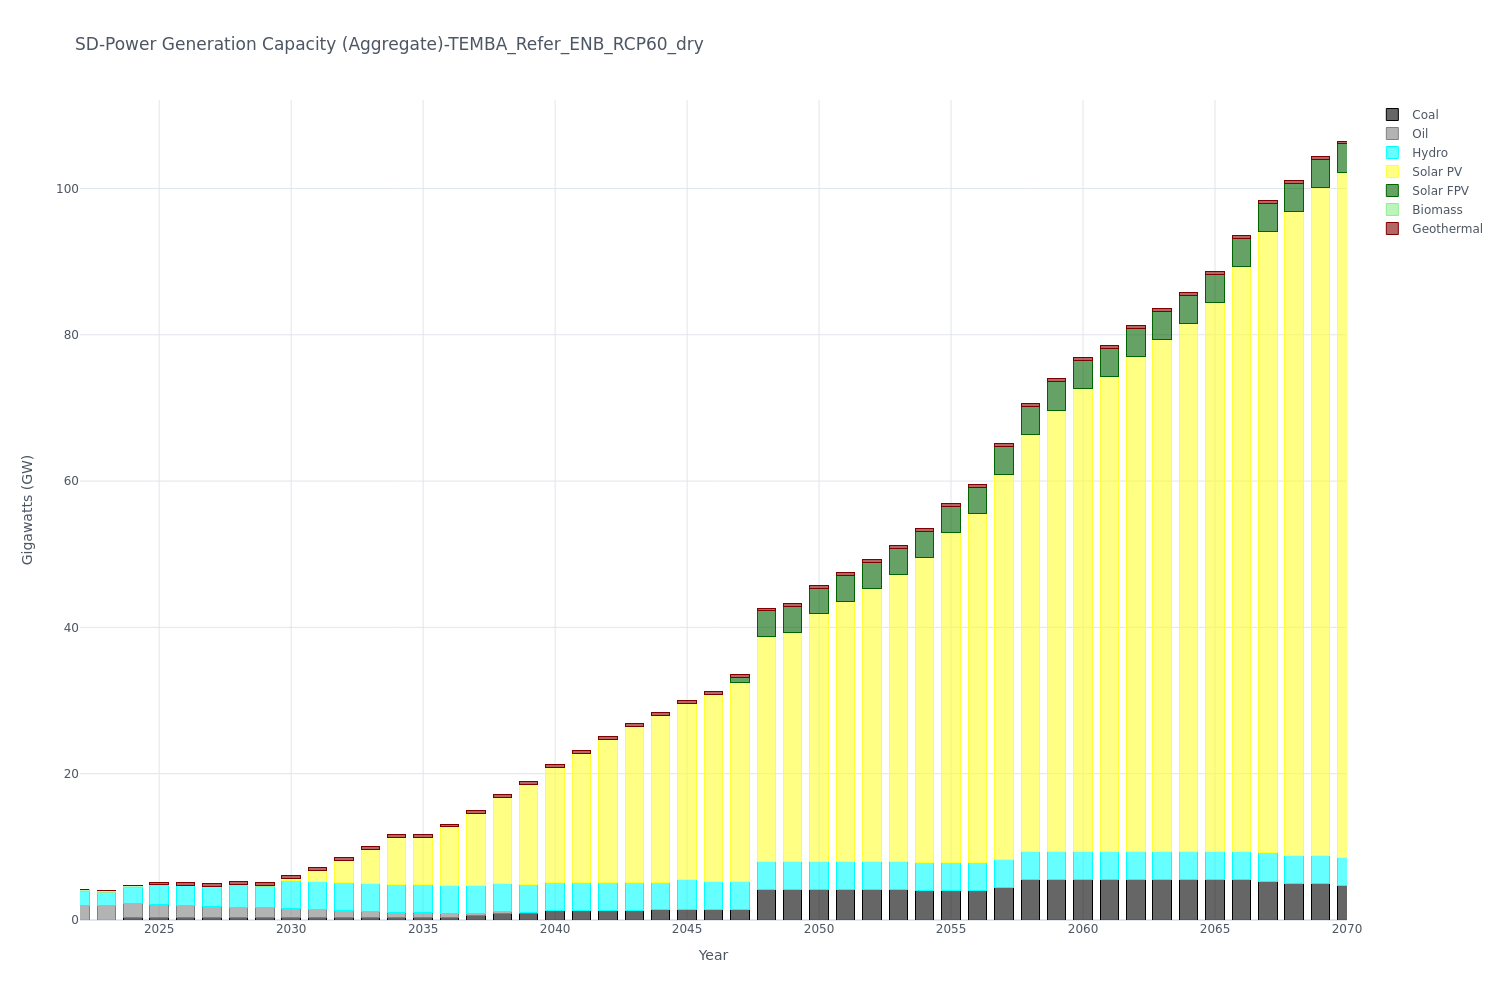 SD-Power Generation Capacity (Aggregate)-TEMBA_Refer_ENB_RCP60_dry
Coal
Oil
Hydro
Solar PV
Solar FPV
Biomass
Geothermal
100
80
60
40
20
0
Gigawatts (GW)
2025
2030
2035
2040
2045
2050
2055
2060
2065
2070
Year